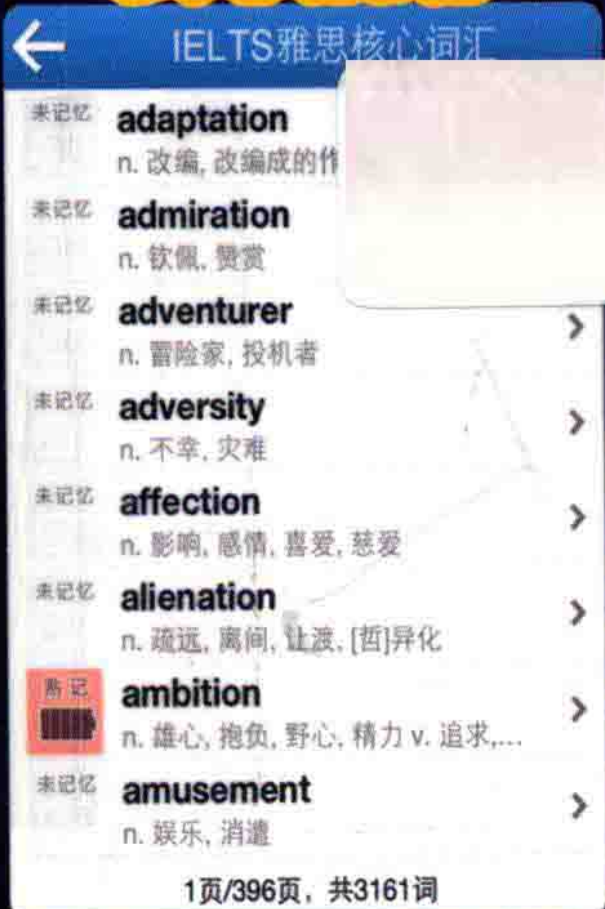 IELTS雅思核心词汇
未记忆 adaptation
n. 改编, 改编成的作
未记忆 admiration
n. 钦佩, 赞赏
未记忆 adventurer
n. 冒险家, 投机者
未记忆 adversity
n. 不幸, 灾难
未记忆 affection
n. 影响, 感情, 喜爱, 慈爱
未记忆 alienation
n. 疏远, 离间, 让渡, [哲]异化
熟记 ambition
n. 雄心, 抱负, 野心, 精力 v. 追求,...
未记忆 amusement
n. 娱乐, 消遣
1页/396页，共3161词